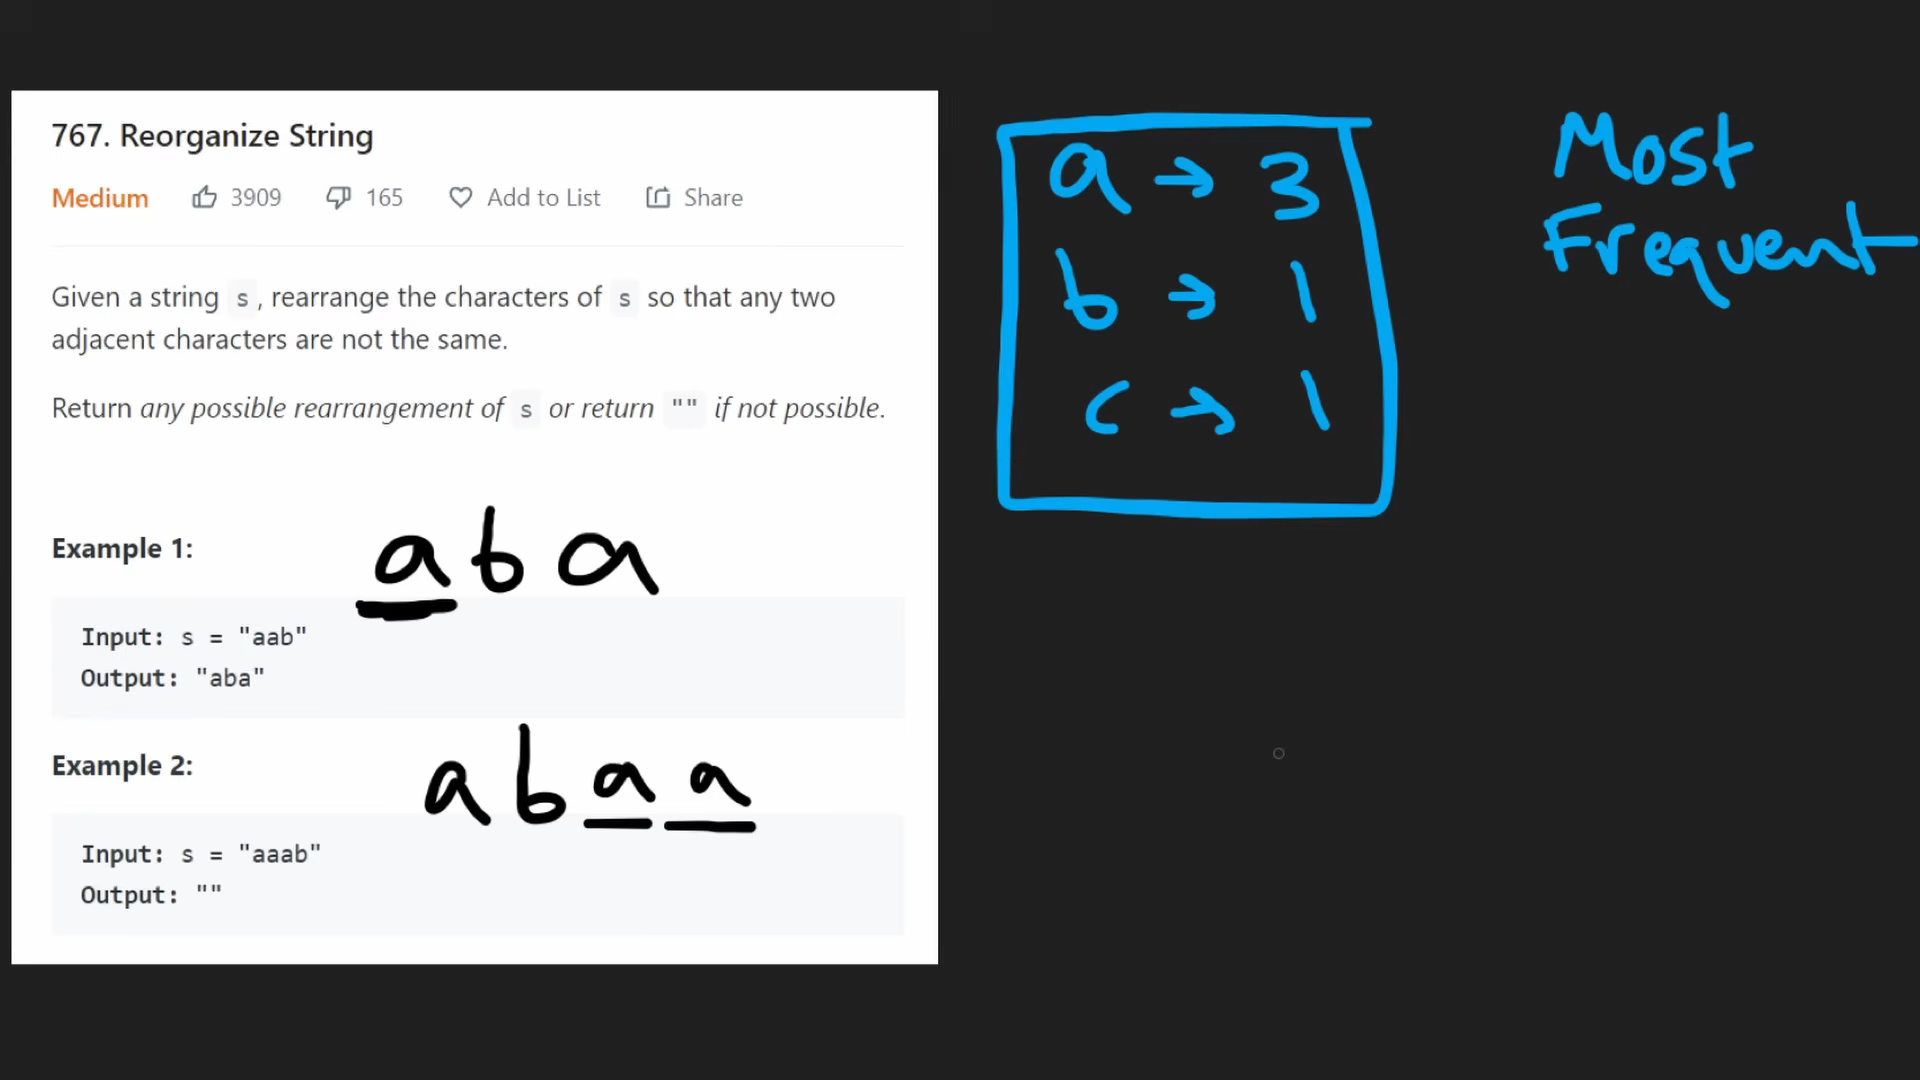 767. Reorganize String
Medium 3909 165 Add to List Share
Given a string s, rearrange the characters of s so that any two
adjacent characters are not the same.
Return any possible rearrangement of s or return "" if not possible.
Example 1:
a b a
Input: s = "aab"
Output: "aba"
Example 2:
a b a a
Input: s = "aaab"
Output: ""
a → 3
b → 1
c → 1
Most
Frequent